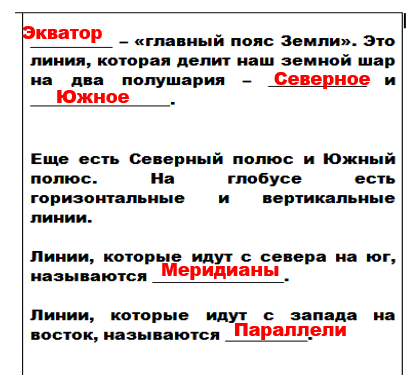 Экватор – «главный пояс Земли». Это
линия, которая делит наш земной шар
на два полушария – Северное и
Южное.
Еще есть Северный полюс и Южный
полюс. На глобусе есть
горизонтальные и вертикальные
линии.
Линии, которые идут с севера на юг,
называются Меридианы.
Линии, которые идут с запада на
восток, называются Параллели.